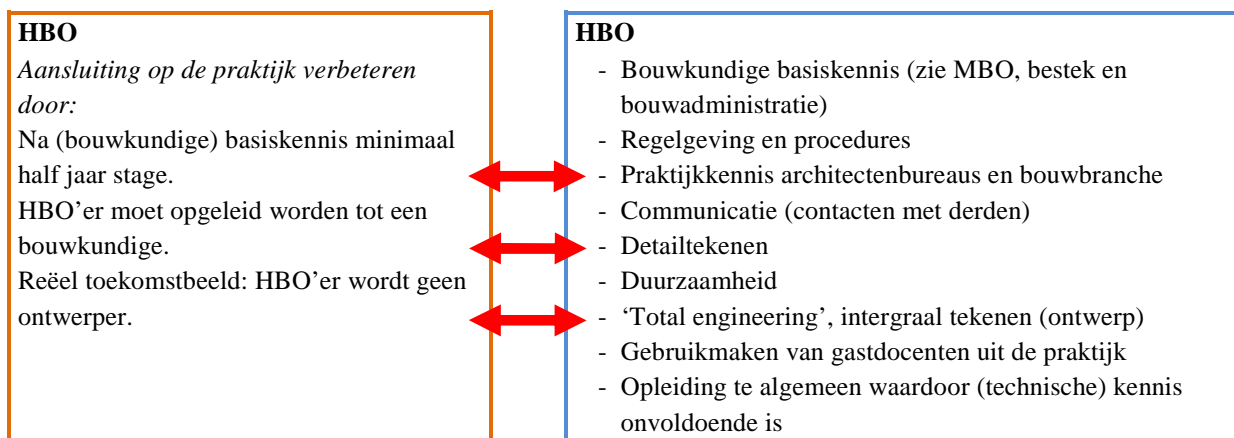 HBO
Aansluiting op de praktijk verbeteren
door:
Na (bouwkundige) basiskennis minimaal
half jaar stage.
HBO’er moet opgeleid worden tot een
bouwkundige.
Reëel toekomstbeeld: HBO’er wordt geen
ontwerper.
HBO
- Bouwkundige basiskennis (zie MBO, bestek en
bouwadministratie)
- Regelgeving en procedures
- Praktijkkennis architectenbureaus en bouwbranche
- Communicatie (contacten met derden)
- Detailtekenen
- Duurzaamheid
- ‘Total engineering’, intergraal tekenen (ontwerp)
- Gebruikmaken van gastdocenten uit de praktijk
- Opleiding te algemeen waardoor (technische) kennis
onvoldoende is